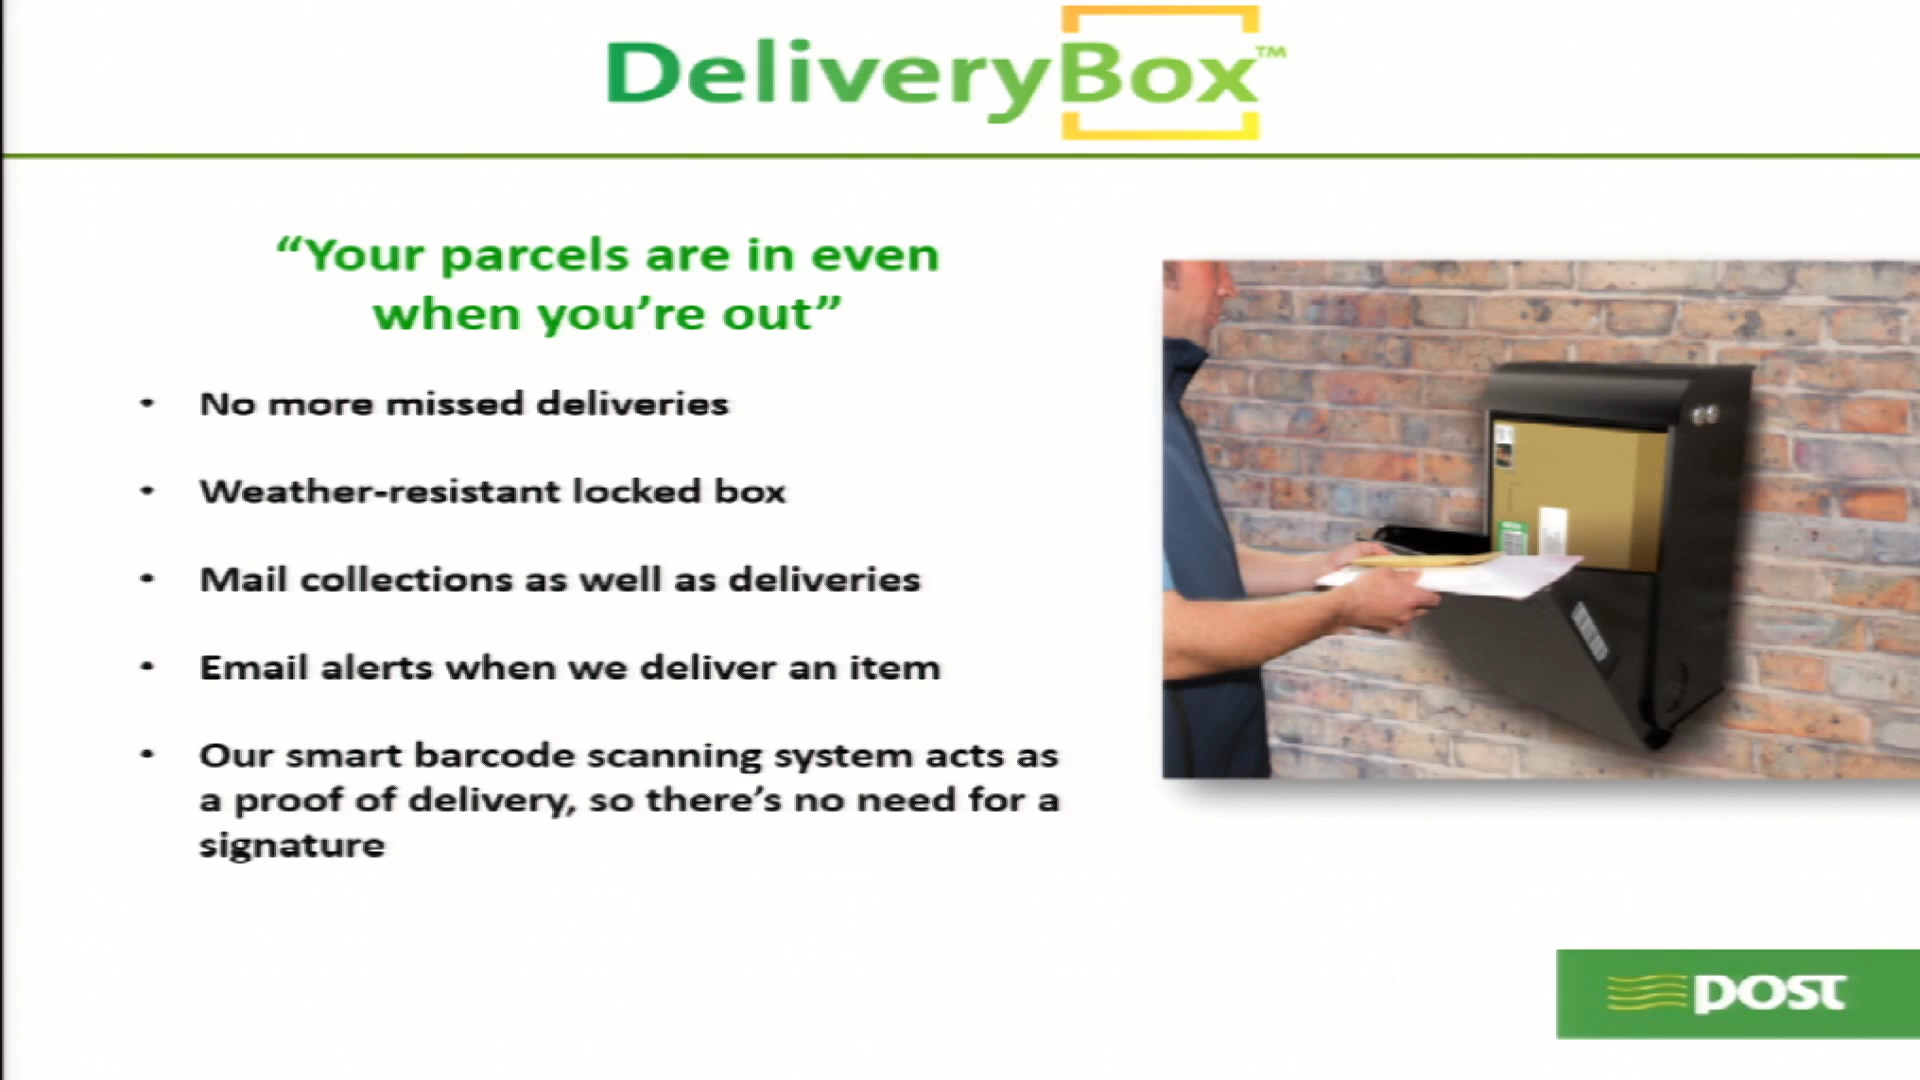 DeliveryBox™
“Your parcels are in even
when you’re out”
• No more missed deliveries
• Weather-resistant locked box
• Mail collections as well as deliveries
• Email alerts when we deliver an item
• Our smart barcode scanning system acts as
a proof of delivery, so there’s no need for a
signature
post